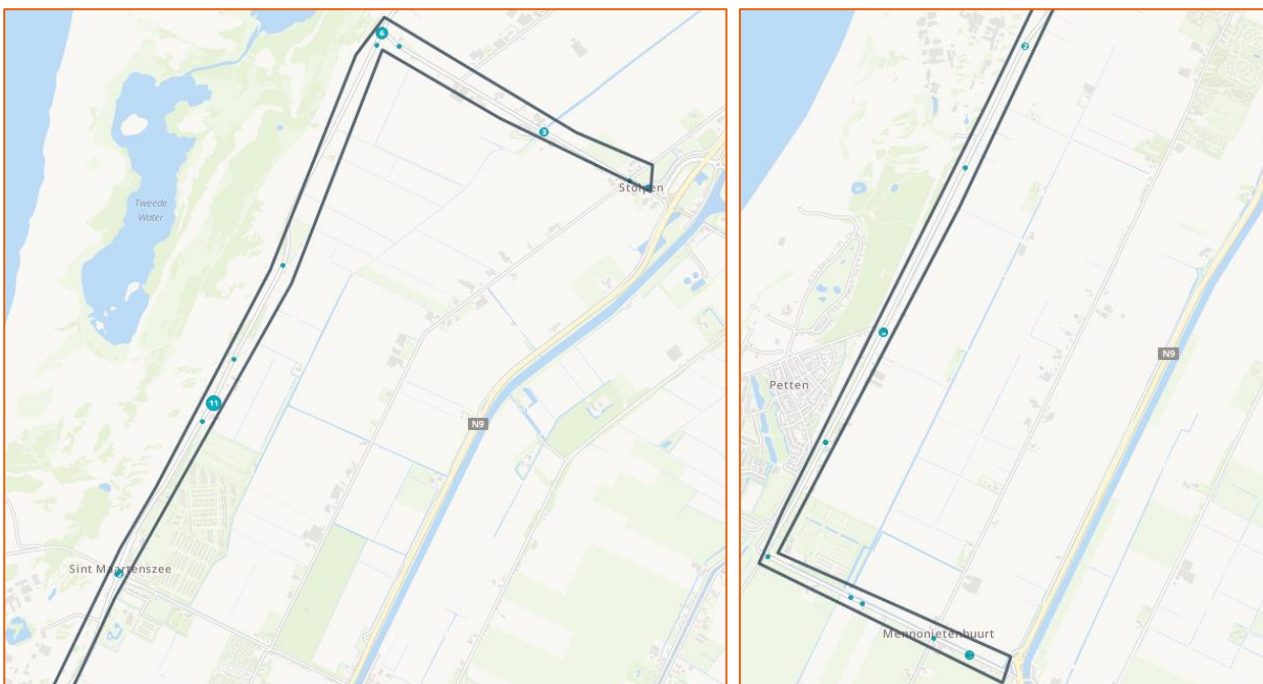 6
3
Stolpen
Tweede
Water
N9
11
Sint Maartenszee
2
N9
Petten
Mennonietenbuurt